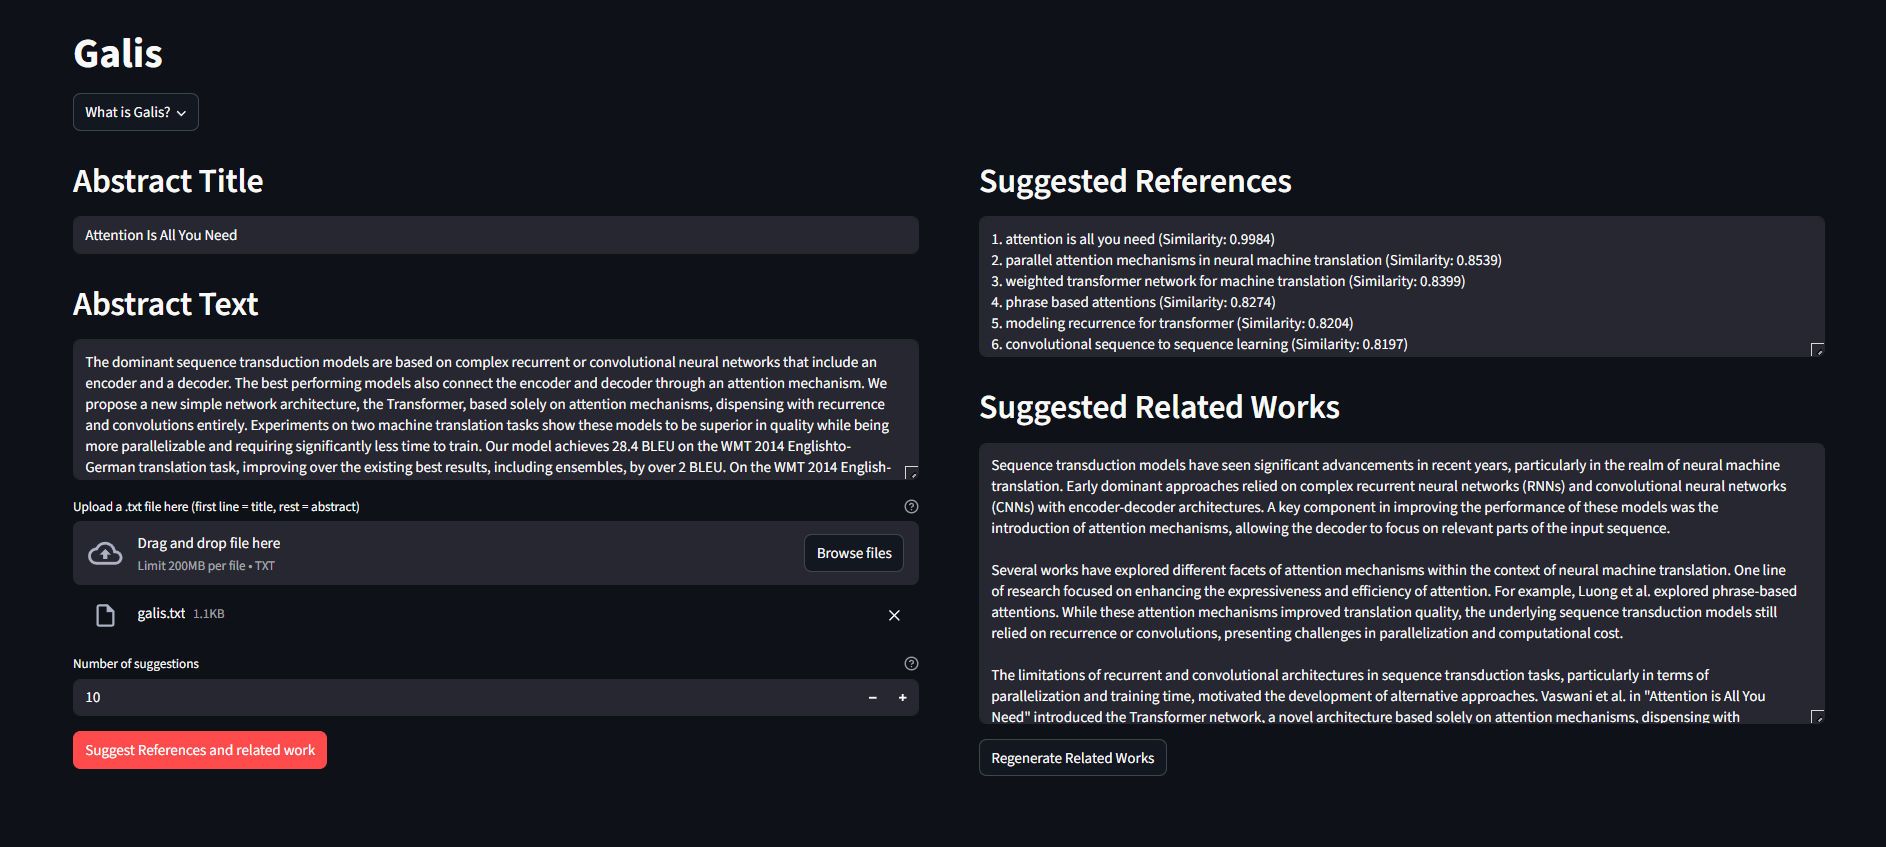 Galis
What is Galis?
Abstract Title
Attention Is All You Need
Abstract Text
The dominant sequence transduction models are based on complex recurrent or convolutional neural networks that include an
encoder and a decoder. The best performing models also connect the encoder and decoder through an attention mechanism. We
propose a new simple network architecture, the Transformer, based solely on attention mechanisms, dispensing with recurrence
and convolutions entirely. Experiments on two machine translation tasks show these models to be superior in quality while being
more parallelizable and requiring significantly less time to train. Our model achieves 28.4 BLEU on the WMT 2014 Englishto-
German translation task, improving over the existing best results, including ensembles, by over 2 BLEU. On the WMT 2014 English-
Upload a .txt file here (first line = title, rest = abstract)
Drag and drop file here
Limit 200MB per file • TXT
Browse files
galis.txt 1.1KB
Number of suggestions
10
Suggest References and related work
Suggested References
1. attention is all you need (Similarity: 0.9984)
2. parallel attention mechanisms in neural machine translation (Similarity: 0.8539)
3. weighted transformer network for machine translation (Similarity: 0.8399)
4. phrase based attentions (Similarity: 0.8274)
5. modeling recurrence for transformer (Similarity: 0.8204)
6. convolutional sequence to sequence learning (Similarity: 0.8197)
Suggested Related Works
Sequence transduction models have seen significant advancements in recent years, particularly in the realm of neural machine
translation. Early dominant approaches relied on complex recurrent neural networks (RNNs) and convolutional neural networks
(CNNs) with encoder-decoder architectures. A key component in improving the performance of these models was the
introduction of attention mechanisms, allowing the decoder to focus on relevant parts of the input sequence.
Several works have explored different facets of attention mechanisms within the context of neural machine translation. One line
of research focused on enhancing the expressiveness and efficiency of attention. For example, Luong et al. explored phrase-based
attentions. While these attention mechanisms improved translation quality, the underlying sequence transduction models still
relied on recurrence or convolutions, presenting challenges in parallelization and computational cost.
The limitations of recurrent and convolutional architectures in sequence transduction tasks, particularly in terms of
parallelization and training time, motivated the development of alternative approaches. Vaswani et al. in "Attention is All You
Need" introduced the Transformer network, a novel architecture based solely on attention mechanisms, dispensing with
Regenerate Related Works